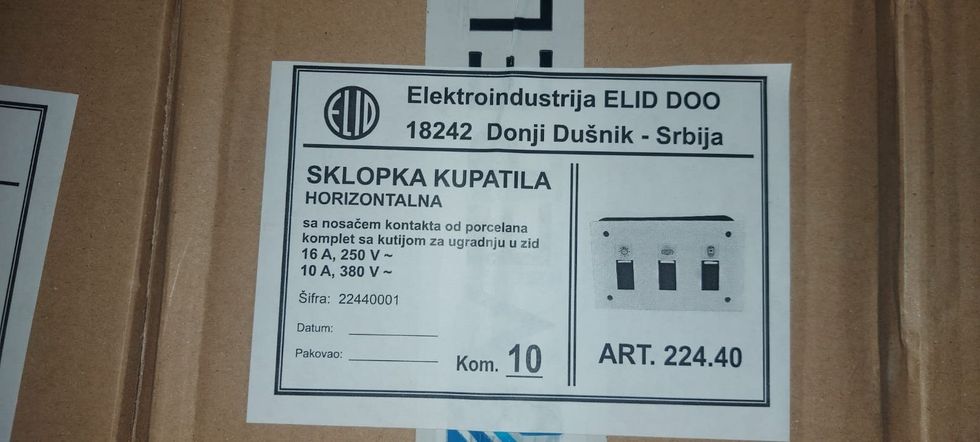 ELID
Elektroindustrija ELID DOO
18242 Donji Dušnik - Srbija
SKLOPKA KUPATILA
HORIZONTALNA
sa nosačem kontakta od porcelana
komplet sa kutijom za ugradnju u zid
16 A, 250 V ~
10 A, 380 V ~
Šifra: 22440001
Datum:
Pakovao:
Kom. 10
ART. 224.40